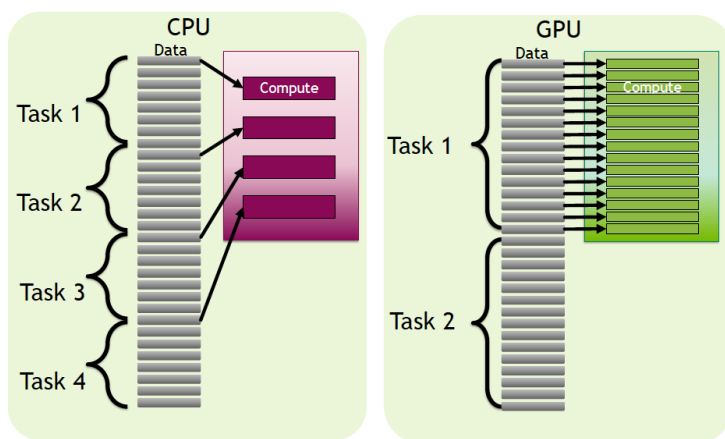 CPU
Data
Compute
Task 1
Task 2
Task 3
Task 4
GPU
Data
Compute
Task 1
Task 2